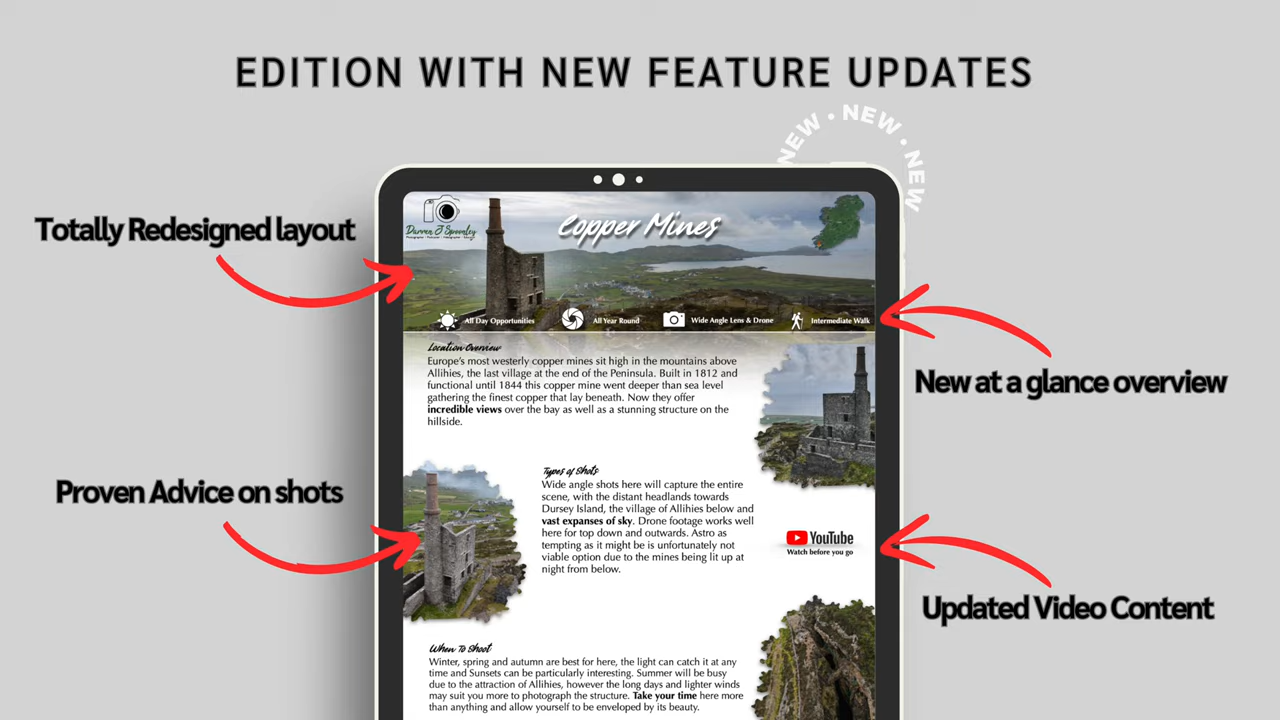 EDITION WITH NEW FEATURE UPDATES
NEW • NEW • NEW
Totally Redesigned layout
Darren J Spoonley
Copper Mines
All Day Opportunities
All Year Round
Wide Angle Lens & Drone
Intermediate Walk
New at a glance overview
Location Overview
Europe's most westerly copper mines sit high in the mountains above
Allihies, the last village at the end of the Peninsula. Built in 1812 and
functional until 1844 this copper mine went deeper than sea level
gathering the finest copper that lay beneath. Now they offer
incredible views over the bay as well as a stunning structure on the
hillside.
Proven Advice on shots
Types of Shots
Wide angle shots here will capture the entire
scene, with the distant headlands towards
Dursey Island, the village of Allihies below and
vast expanses of sky. Drone footage works well
here for top down and outwards. Astro as
tempting as it might be is unfortunately not
viable option due to the mines being lit up at
night from below.
YouTube
Watch before you go
Updated Video Content
When To Shoot
Winter, spring and autumn are best for here, the light can catch it at any
time and Sunsets can be particularly interesting. Summer will be busy
due to the attraction of Allihies, however the long days and lighter winds
may suit you more to photograph the structure. Take your time here more
than anything and allow yourself to be enveloped by its beauty.